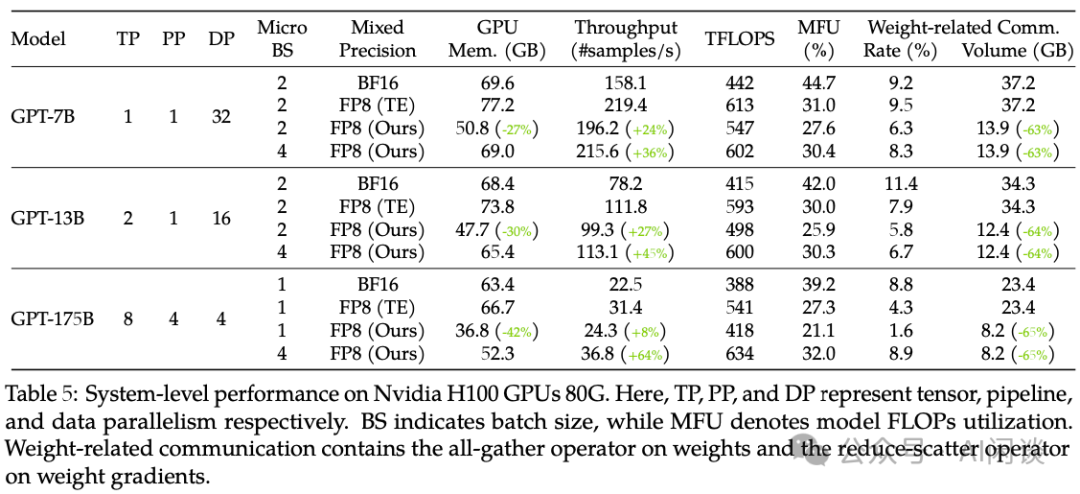 Model TP PP DP Micro BS Mixed Precision GPU Mem. (GB) Throughput (#samples/s) TFLOPS MFU (%) Weight-related Comm. Rate (%) Volume (GB)
GPT-7B 1 1 32
2 BF16 69.6 158.1 442 44.7 9.2 37.2
2 FP8 (TE) 77.2 219.4 613 31.0 9.5 37.2
2 FP8 (Ours) 50.8 (-27%) 196.2 (+24%) 547 27.6 6.3 13.9 (-63%)
4 FP8 (Ours) 69.0 215.6 (+36%) 602 30.4 8.3 13.9 (-63%)
GPT-13B 2 1 16
2 BF16 68.4 78.2 415 42.0 11.4 34.3
2 FP8 (TE) 73.8 111.8 593 30.0 7.9 34.3
2 FP8 (Ours) 47.7 (-30%) 99.3 (+27%) 498 25.9 5.8 12.4 (-64%)
4 FP8 (Ours) 65.4 113.1 (+45%) 600 30.3 6.7 12.4 (-64%)
GPT-175B 8 4 4
1 BF16 63.4 22.5 388 39.2 8.8 23.4
1 FP8 (TE) 66.7 31.4 541 27.3 4.3 23.4
1 FP8 (Ours) 36.8 (-42%) 24.3 (+8%) 418 21.1 1.6 8.2 (-65%)
4 FP8 (Ours) 52.3 36.8 (+64%) 634 32.0 8.9 8.2 (-65%)
Table 5: System-level performance on Nvidia H100 GPUs 80G. Here, TP, PP, and DP represent tensor, pipeline,
and data parallelism respectively. BS indicates batch size, while MFU denotes model FLOPs utilization.
Weight-related communication contains the all-gather operator on weights and the reduce-scatter operator
on weight gradients.
公众号 · AI闲谈